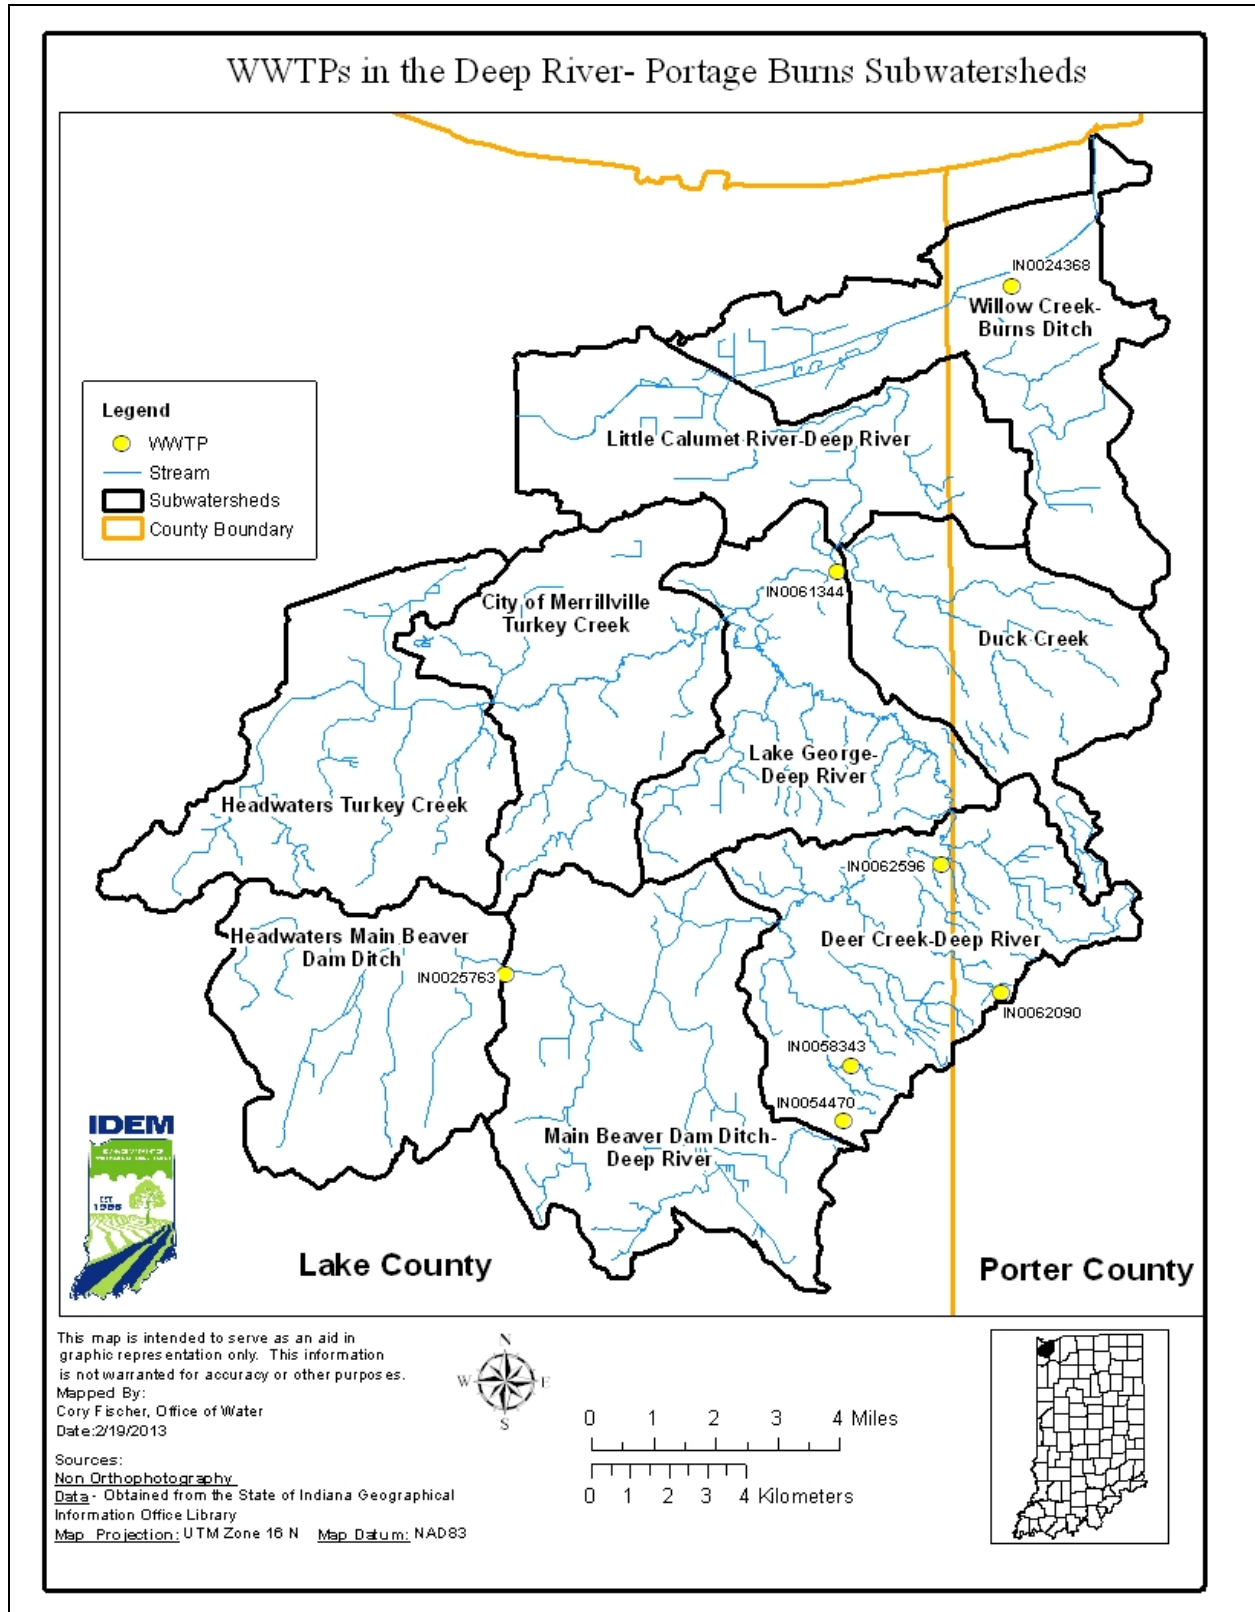 WWTPs in the Deep River- Portage Burns Subwatersheds
IN0024368
Willow Creek-
Burns Ditch
Legend
WWTP
Stream
Subwatersheds
County Boundary
Little Calumet River-Deep River
IN0061344
City of Merrillville
Turkey Creek
Duck Creek
Lake George-
Deep River
Headwaters Turkey Creek
IN0062596
Headwaters Main Beaver
Dam Ditch
Deer Creek-Deep River
IN0025763
IN0062090
IN0058343
IN0054470
Main Beaver Dam Ditch-
Deep River
IDEM
EST.
1986
Lake County
Porter County
This map is intended to serve as an aid in
graphic representation only. This information
is not warranted for accuracy or other purposes.
Mapped By:
Cory Fischer, Office of Water
Date:2/19/2013
Sources:
Non Orthophotography
Data - Obtained from the State of Indiana Geographical
Information Office Library
Map Projection: UTM Zone 16 N Map Datum: NAD83
N
W E
S
0 1 2 3 4 Miles
0 1 2 3 4 Kilometers